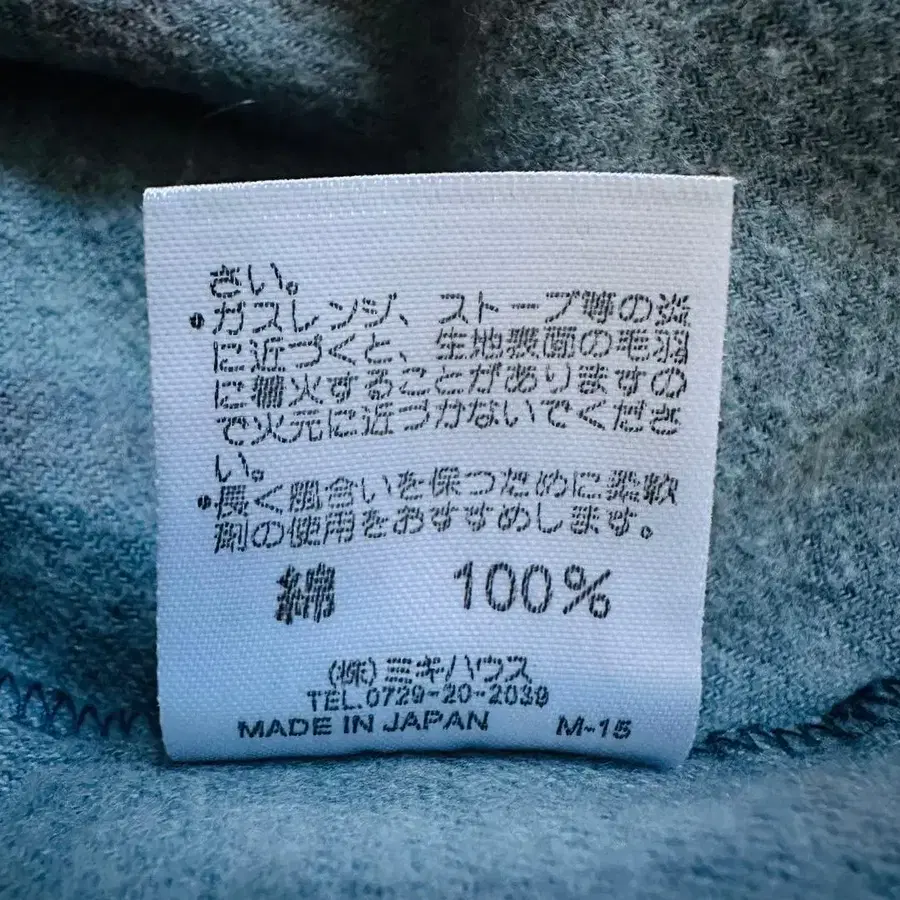 さい。
•ガスレンジ、ストーブ等の炎
に近づくと、生地表面の毛羽
に着火することがありますの
で火元に近づかないでくださ
い。
•長く風合いを保つために柔軟
剤の使用をおすすめします。
綿 100%
(株)ミキハウス
TEL.0729-20-2039
MADE IN JAPAN M-15